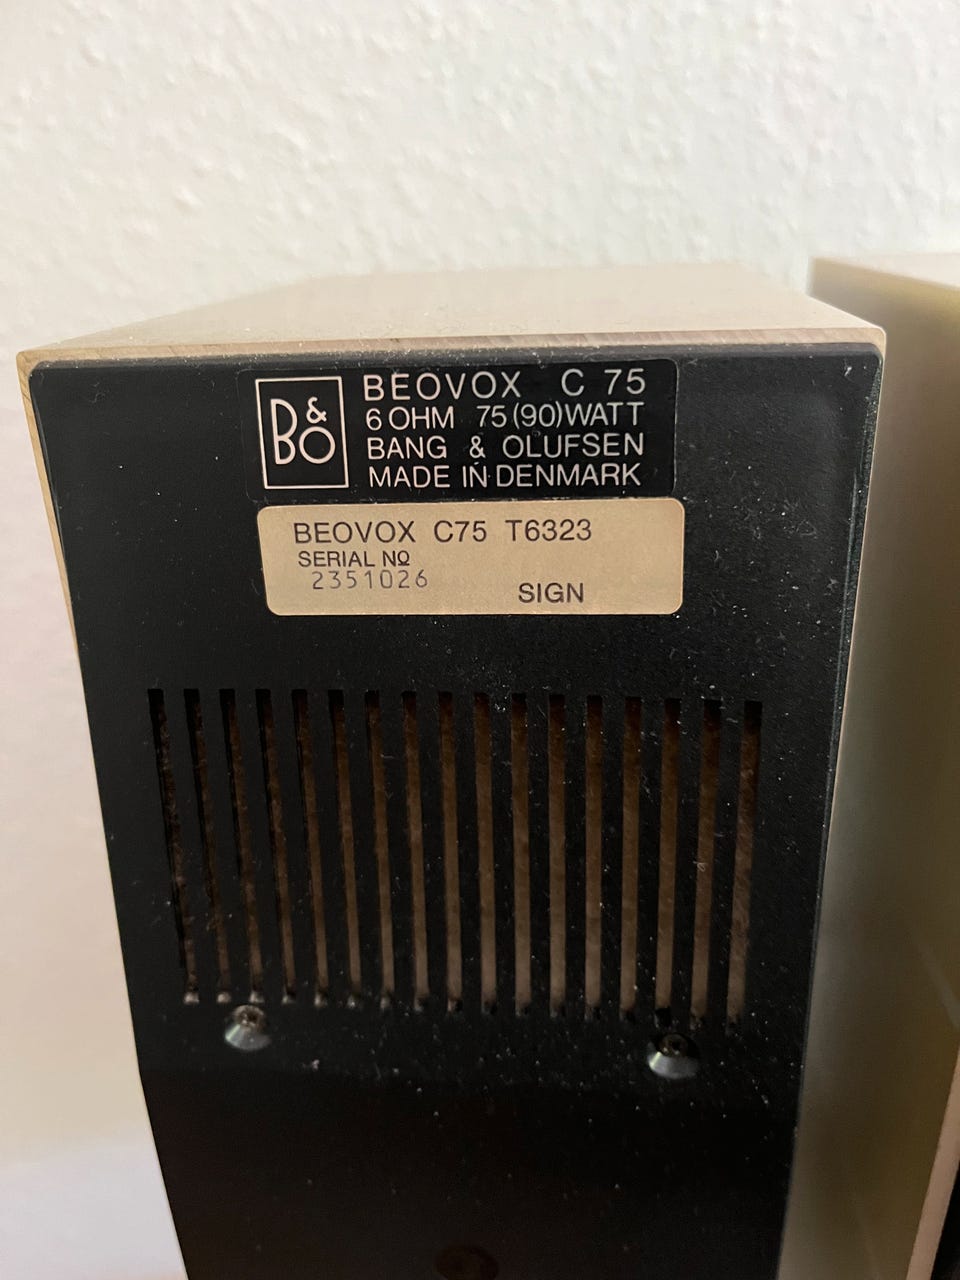 B&O
BEOVOX C 75
6 OHM 75 (90) WATT
BANG & OLUFSEN
MADE IN DENMARK
BEOVOX C75 T6323
SERIAL Nº
2351026
SIGN